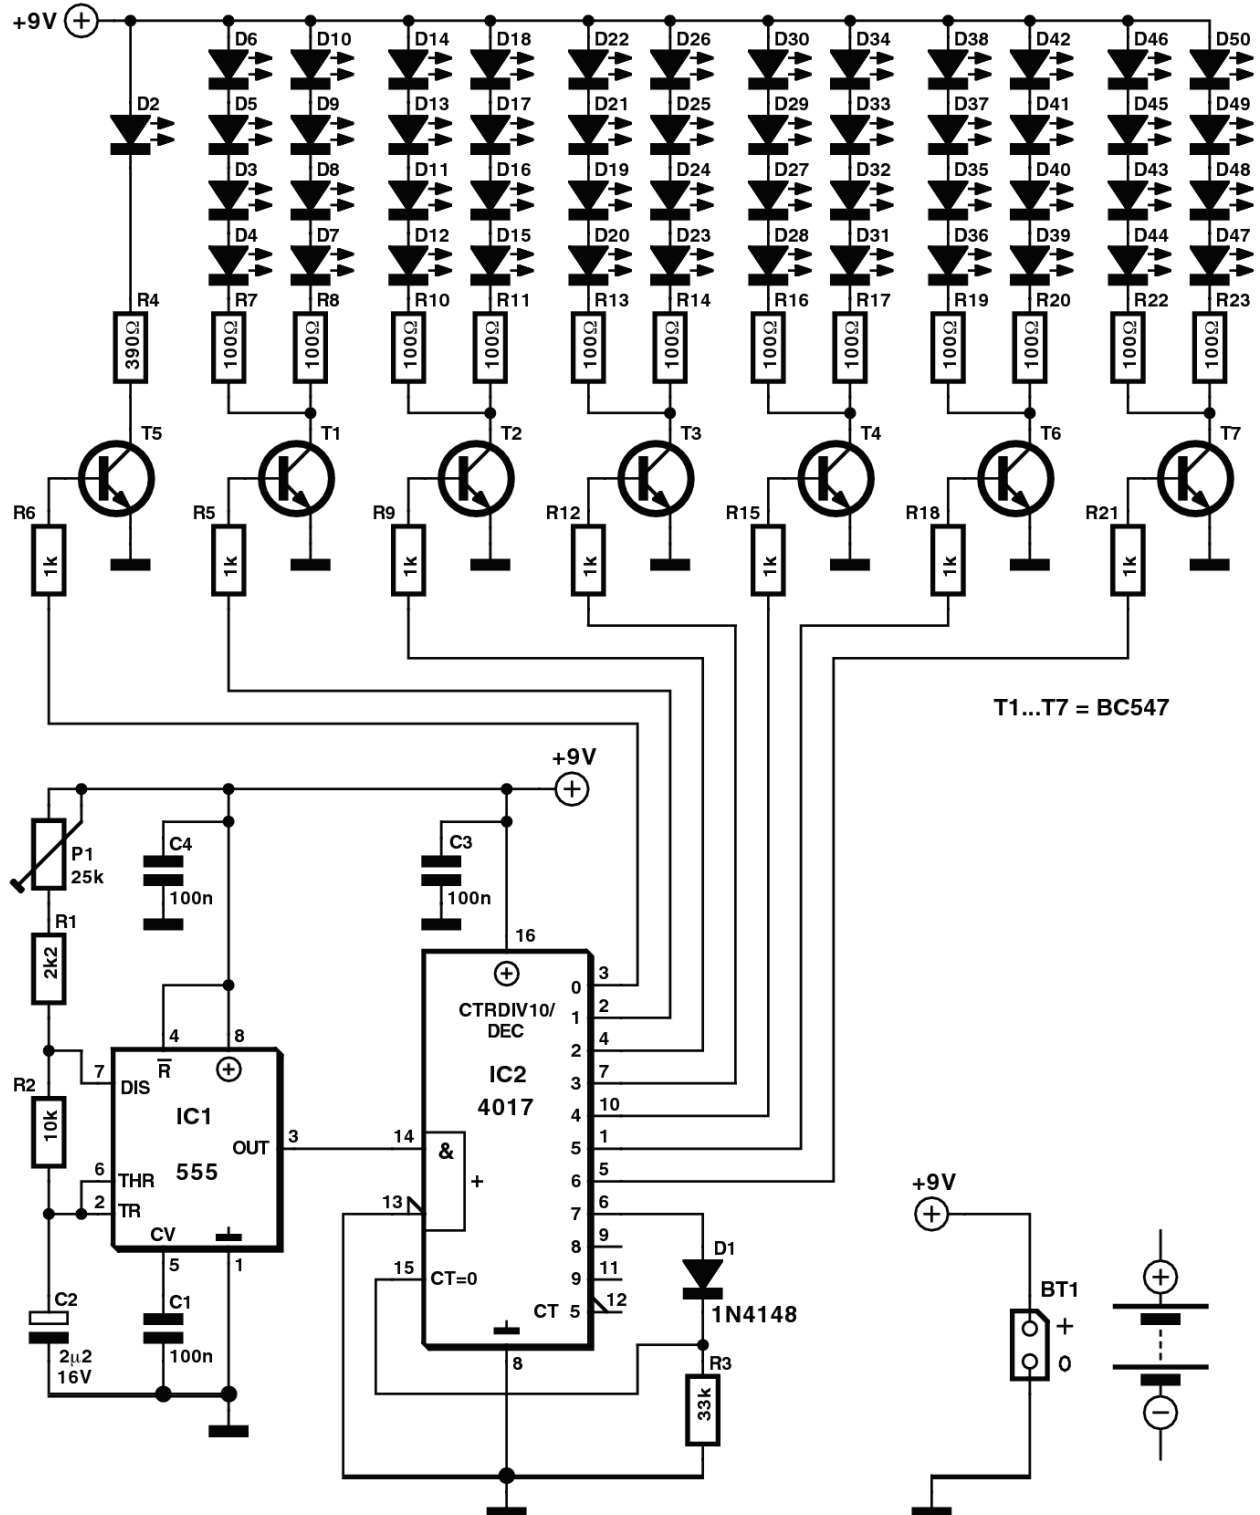 +9V
D6 D10 D14 D18 D22 D26 D30 D34 D38 D42 D46 D50
D2 D5 D9 D13 D17 D21 D25 D29 D33 D37 D41 D45 D49
D3 D8 D11 D16 D19 D24 D27 D32 D35 D40 D43 D48
D4 D7 D12 D15 D20 D23 D28 D31 D36 D39 D44 D47
R4 R7 R8 R10 R11 R13 R14 R16 R17 R19 R20 R22 R23
390Ω 100Ω 100Ω 100Ω 100Ω 100Ω 100Ω 100Ω 100Ω 100Ω 100Ω 100Ω 100Ω
T5 T1 T2 T3 T4 T6 T7
R6 R5 R9 R12 R15 R18 R21
1k 1k 1k 1k 1k 1k 1k
T1...T7 = BC547
+9V
P1
25k
C4
100n
C3
100n
R1
2k2
R2
10k
4 8
R
7 DIS
IC1
555
OUT 3
6 THR
2 TR
CV
5 1
C2
2µ2
16V
C1
100n
16
CTRDIV10/
DEC
IC2
4017
14 &
+
13
15 CT=0
8
0 3
1 2
2 4
3 7
4 10
5 1
6 5
7 6
8 9
9 11
CT 5 12
D1
1N4148
R3
33k
+9V
BT1
+
0